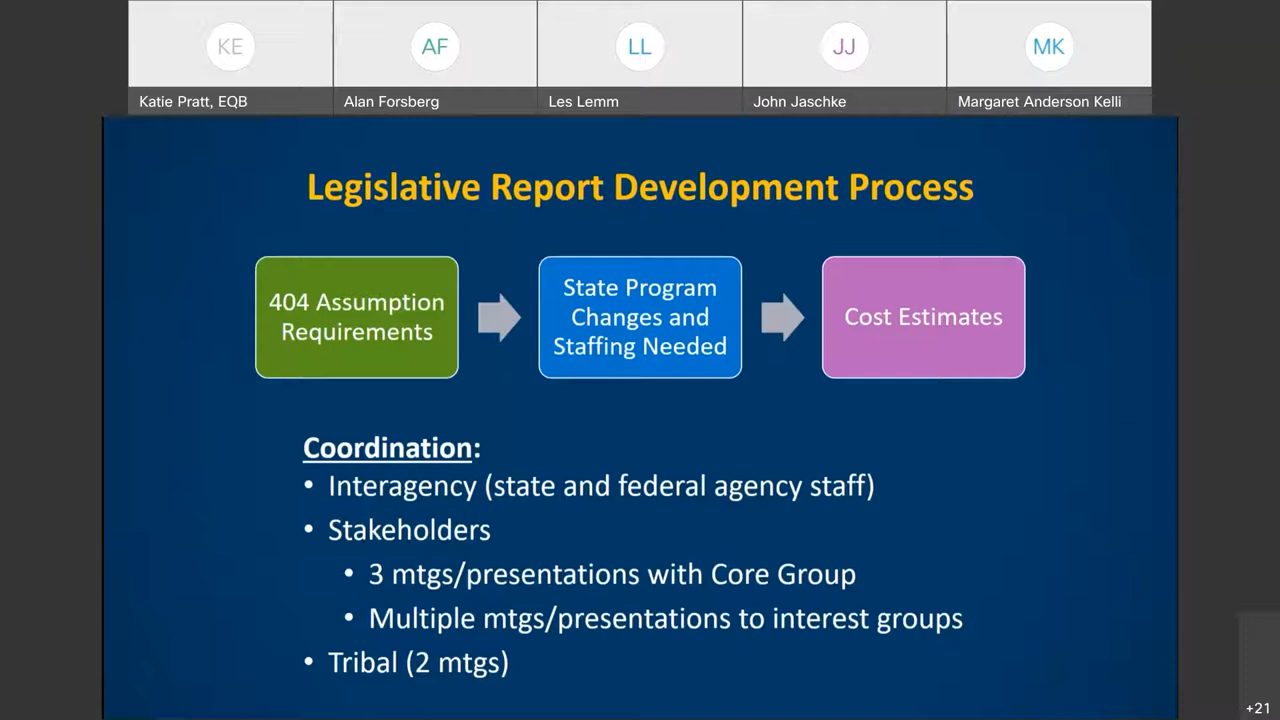 KE
AF
LL
JJ
MK
Katie Pratt, EQB
Alan Forsberg
Les Lemm
John Jaschke
Margaret Anderson Kelli
Legislative Report Development Process
404 Assumption
Requirements
State Program
Changes and
Staffing Needed
Cost Estimates
Coordination:
• Interagency (state and federal agency staff)
• Stakeholders
• 3 mtgs/presentations with Core Group
• Multiple mtgs/presentations to interest groups
• Tribal (2 mtgs)
+21